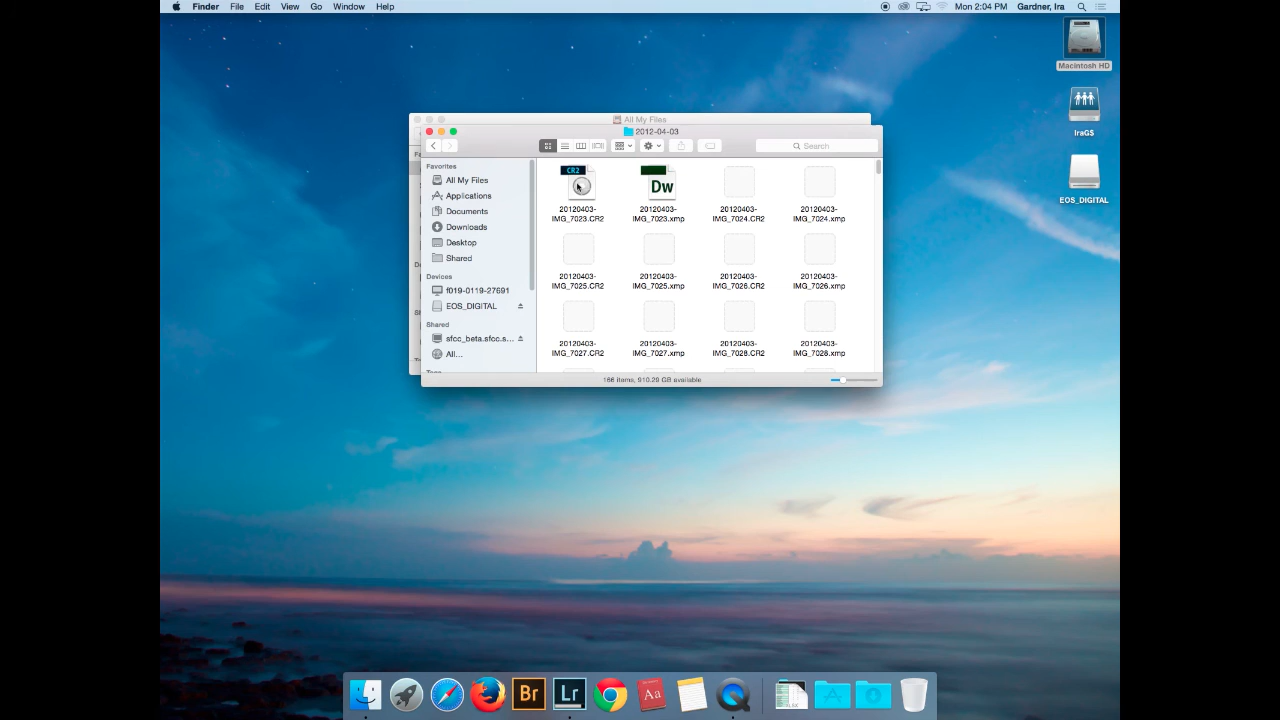 Finder File Edit View Go Window Help Mon 2:04 PM Gardner, Ira
Macintosh HD
IraGS
EOS_DIGITAL
All My Files
2012-04-03
Search
Favorites
All My Files
Applications
Documents
Downloads
Desktop
Shared
Devices
f019-0119-27691
EOS_DIGITAL
Shared
sfcc_beta.sfcc.s...
All...
CR2
Dw
20120403-
IMG_7023.CR2
20120403-
IMG_7023.xmp
20120403-
IMG_7024.CR2
20120403-
IMG_7024.xmp
20120403-
IMG_7025.CR2
20120403-
IMG_7025.xmp
20120403-
IMG_7026.CR2
20120403-
IMG_7026.xmp
20120403-
IMG_7027.CR2
20120403-
IMG_7027.xmp
20120403-
IMG_7028.CR2
20120403-
IMG_7028.xmp
166 items, 910.29 GB available
Br
Lr
Aa
XLSX